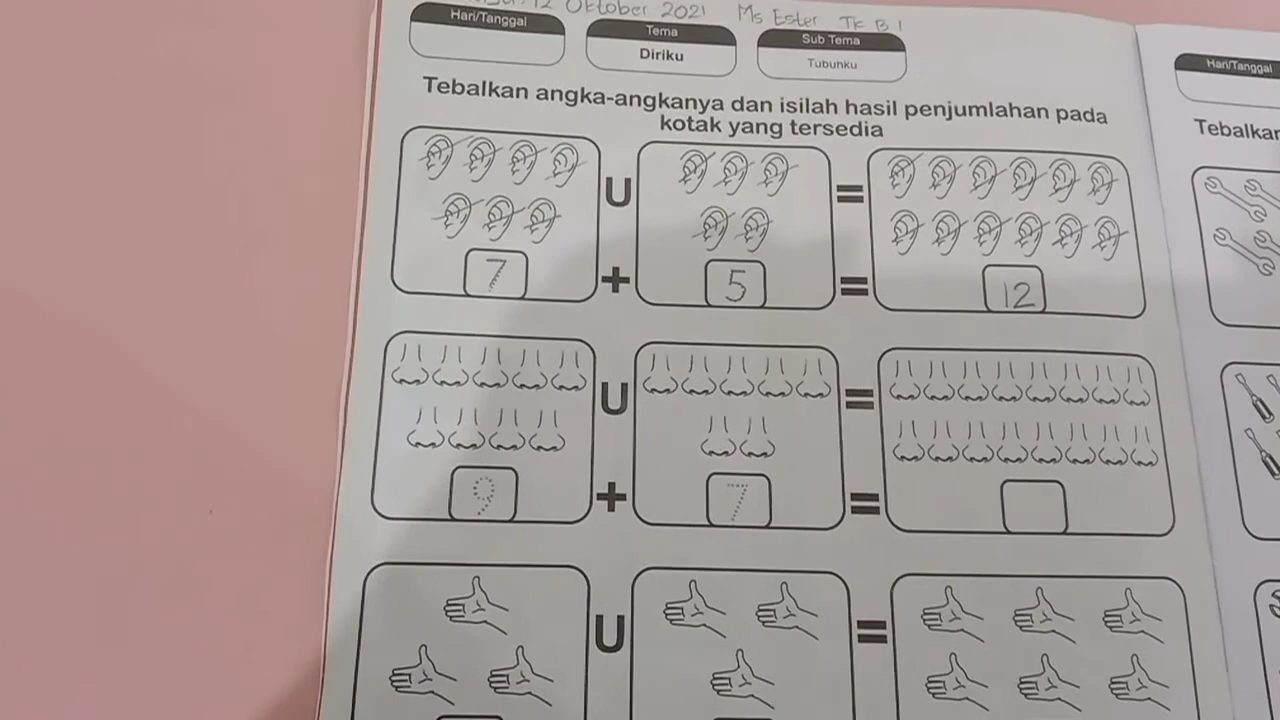 12 Oktober 2021 Ms Ester TK B 1
Hari/Tanggal
Tema
Diriku
Sub Tema
Tubuhku
Tebalkan angka-angkanya dan isilah hasil penjumlahan pada
kotak yang tersedia
U =
7 + 5 = 12
U =
9 + 7 =
U =
Hari/Tanggal
Tebalkan